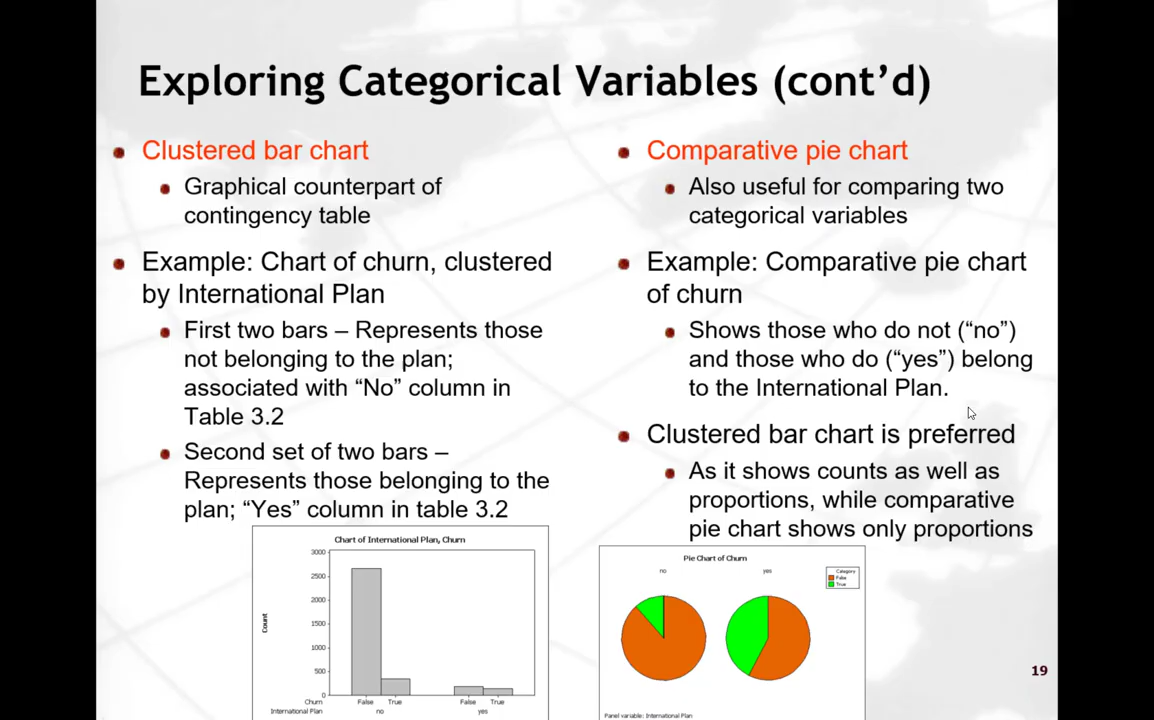 Exploring Categorical Variables (cont’d)
Clustered bar chart
Graphical counterpart of
contingency table
Example: Chart of churn, clustered
by International Plan
First two bars – Represents those
not belonging to the plan;
associated with “No” column in
Table 3.2
Second set of two bars –
Represents those belonging to the
plan; “Yes” column in table 3.2
Comparative pie chart
Also useful for comparing two
categorical variables
Example: Comparative pie chart
of churn
Shows those who do not (“no”)
and those who do (“yes”) belong
to the International Plan.
Clustered bar chart is preferred
As it shows counts as well as
proportions, while comparative
pie chart shows only proportions
Chart of International Plan, Churn
3000
2500
2000
1500
1000
500
0
Count
Churn False True False True
International Plan no yes
Pie Chart of Churn
no yes
Category
False
True
Panel variable: International Plan
19